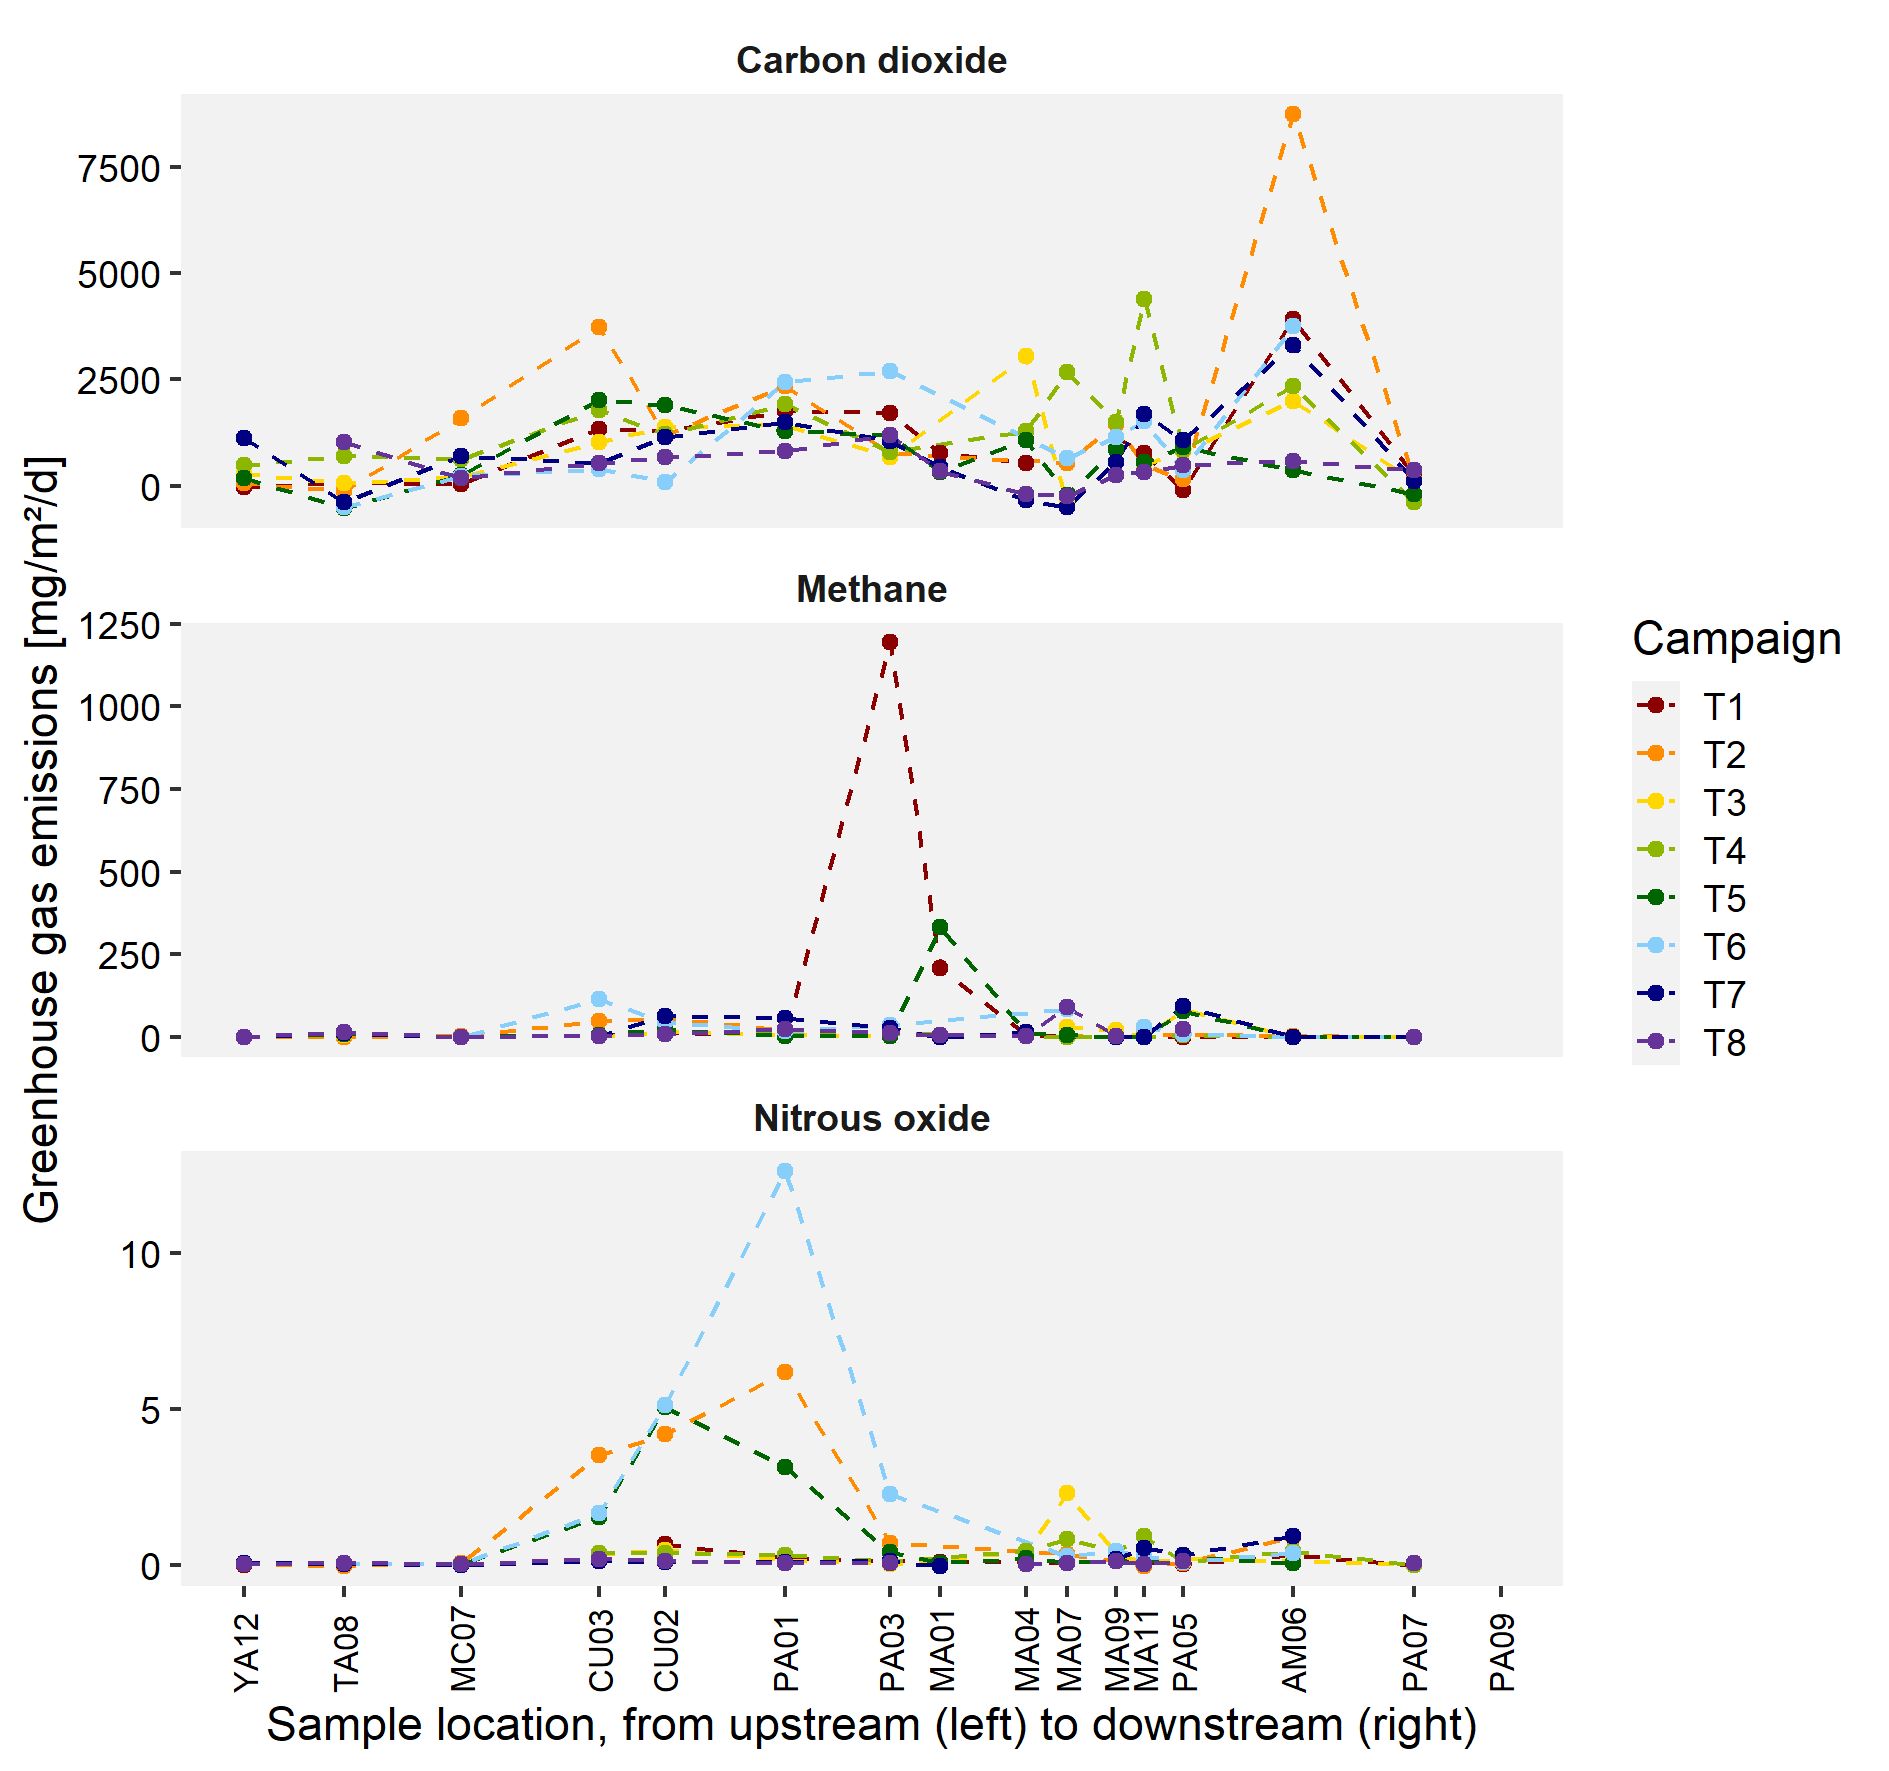 Carbon dioxide
7500
5000
2500
0
Methane
1250
1000
750
500
250
0
Nitrous oxide
10
5
0
Greenhouse gas emissions [mg/m²/d]
YA12
TA08
MC07
CU03
CU02
PA01
PA03
MA01
MA04
MA07
MA09
MA11
PA05
AM06
PA07
PA09
Sample location, from upstream (left) to downstream (right)
Campaign
T1
T2
T3
T4
T5
T6
T7
T8